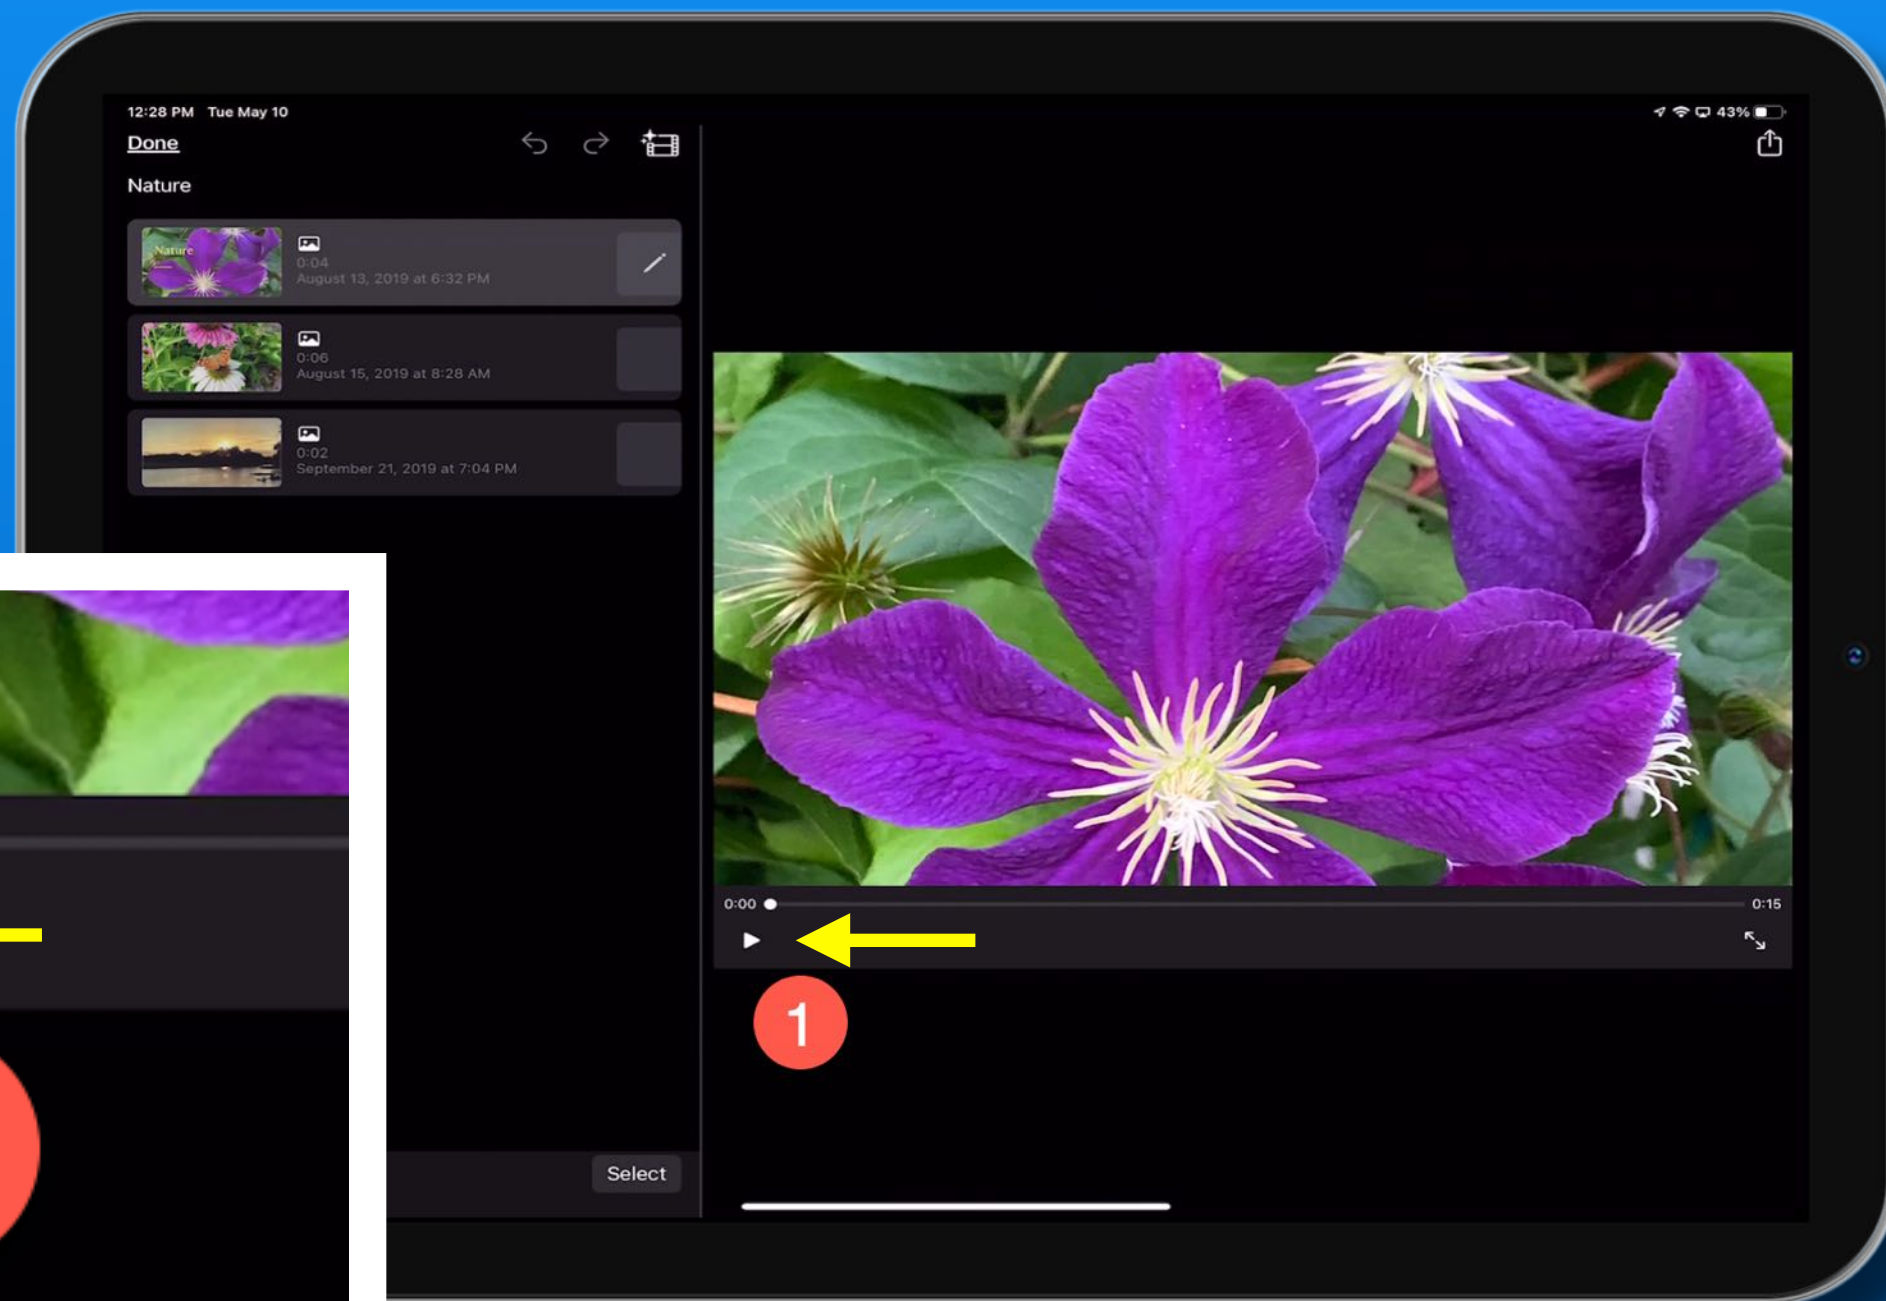 12:28 PM Tue May 10
43%
Done
Nature
Nature
0:04
August 13, 2019 at 6:32 PM
0:06
August 15, 2019 at 8:28 AM
0:02
September 21, 2019 at 7:04 PM
0:00
0:15
1
Select